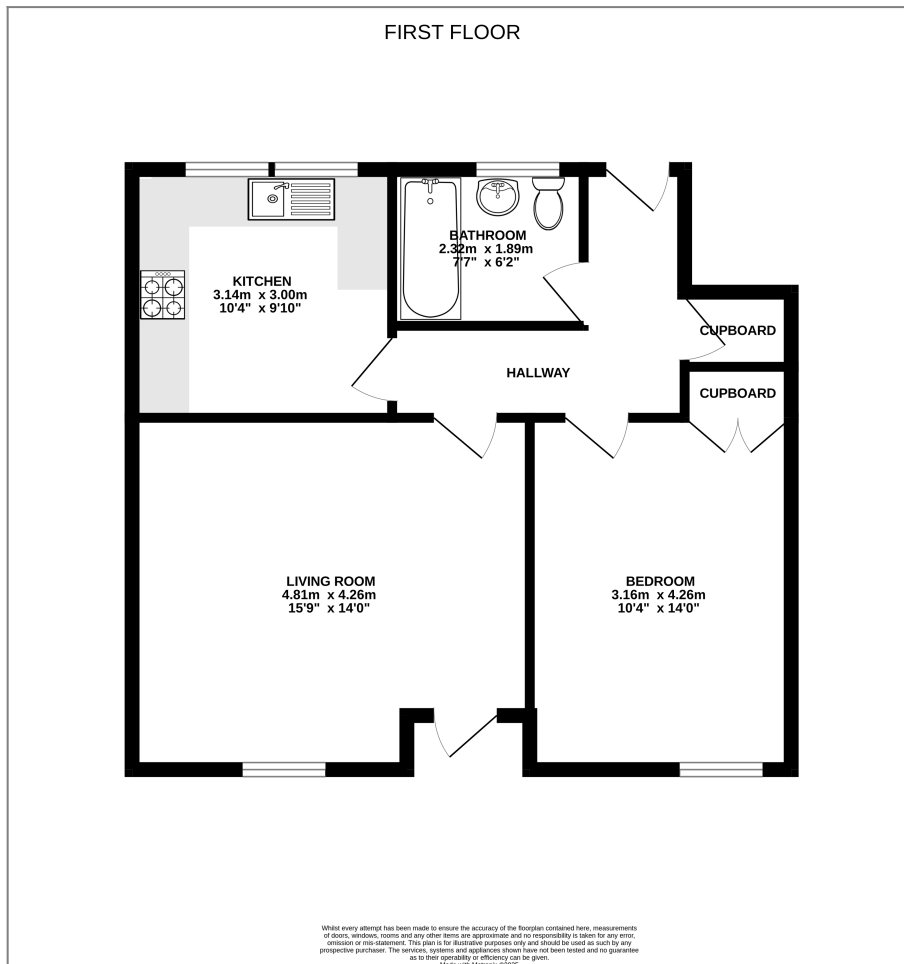 FIRST FLOOR
BATHROOM
2.32m x 1.89m
7'7" x 6'2"
KITCHEN
3.14m x 3.00m
10'4" x 9'10"
CUPBOARD
HALLWAY
CUPBOARD
LIVING ROOM
4.81m x 4.26m
15'9" x 14'0"
BEDROOM
3.16m x 4.26m
10'4" x 14'0"
Whilst every attempt has been made to ensure the accuracy of the floorplan contained here, measurements
of doors, windows, rooms and any other items are approximate and no responsibility is taken for any error,
omission or mis-statement. This plan is for illustrative purposes only and should be used as such by any
prospective purchaser. The services, systems and appliances shown have not been tested and no guarantee
as to their operability or efficiency can be given.
Made with Metropix ©2025